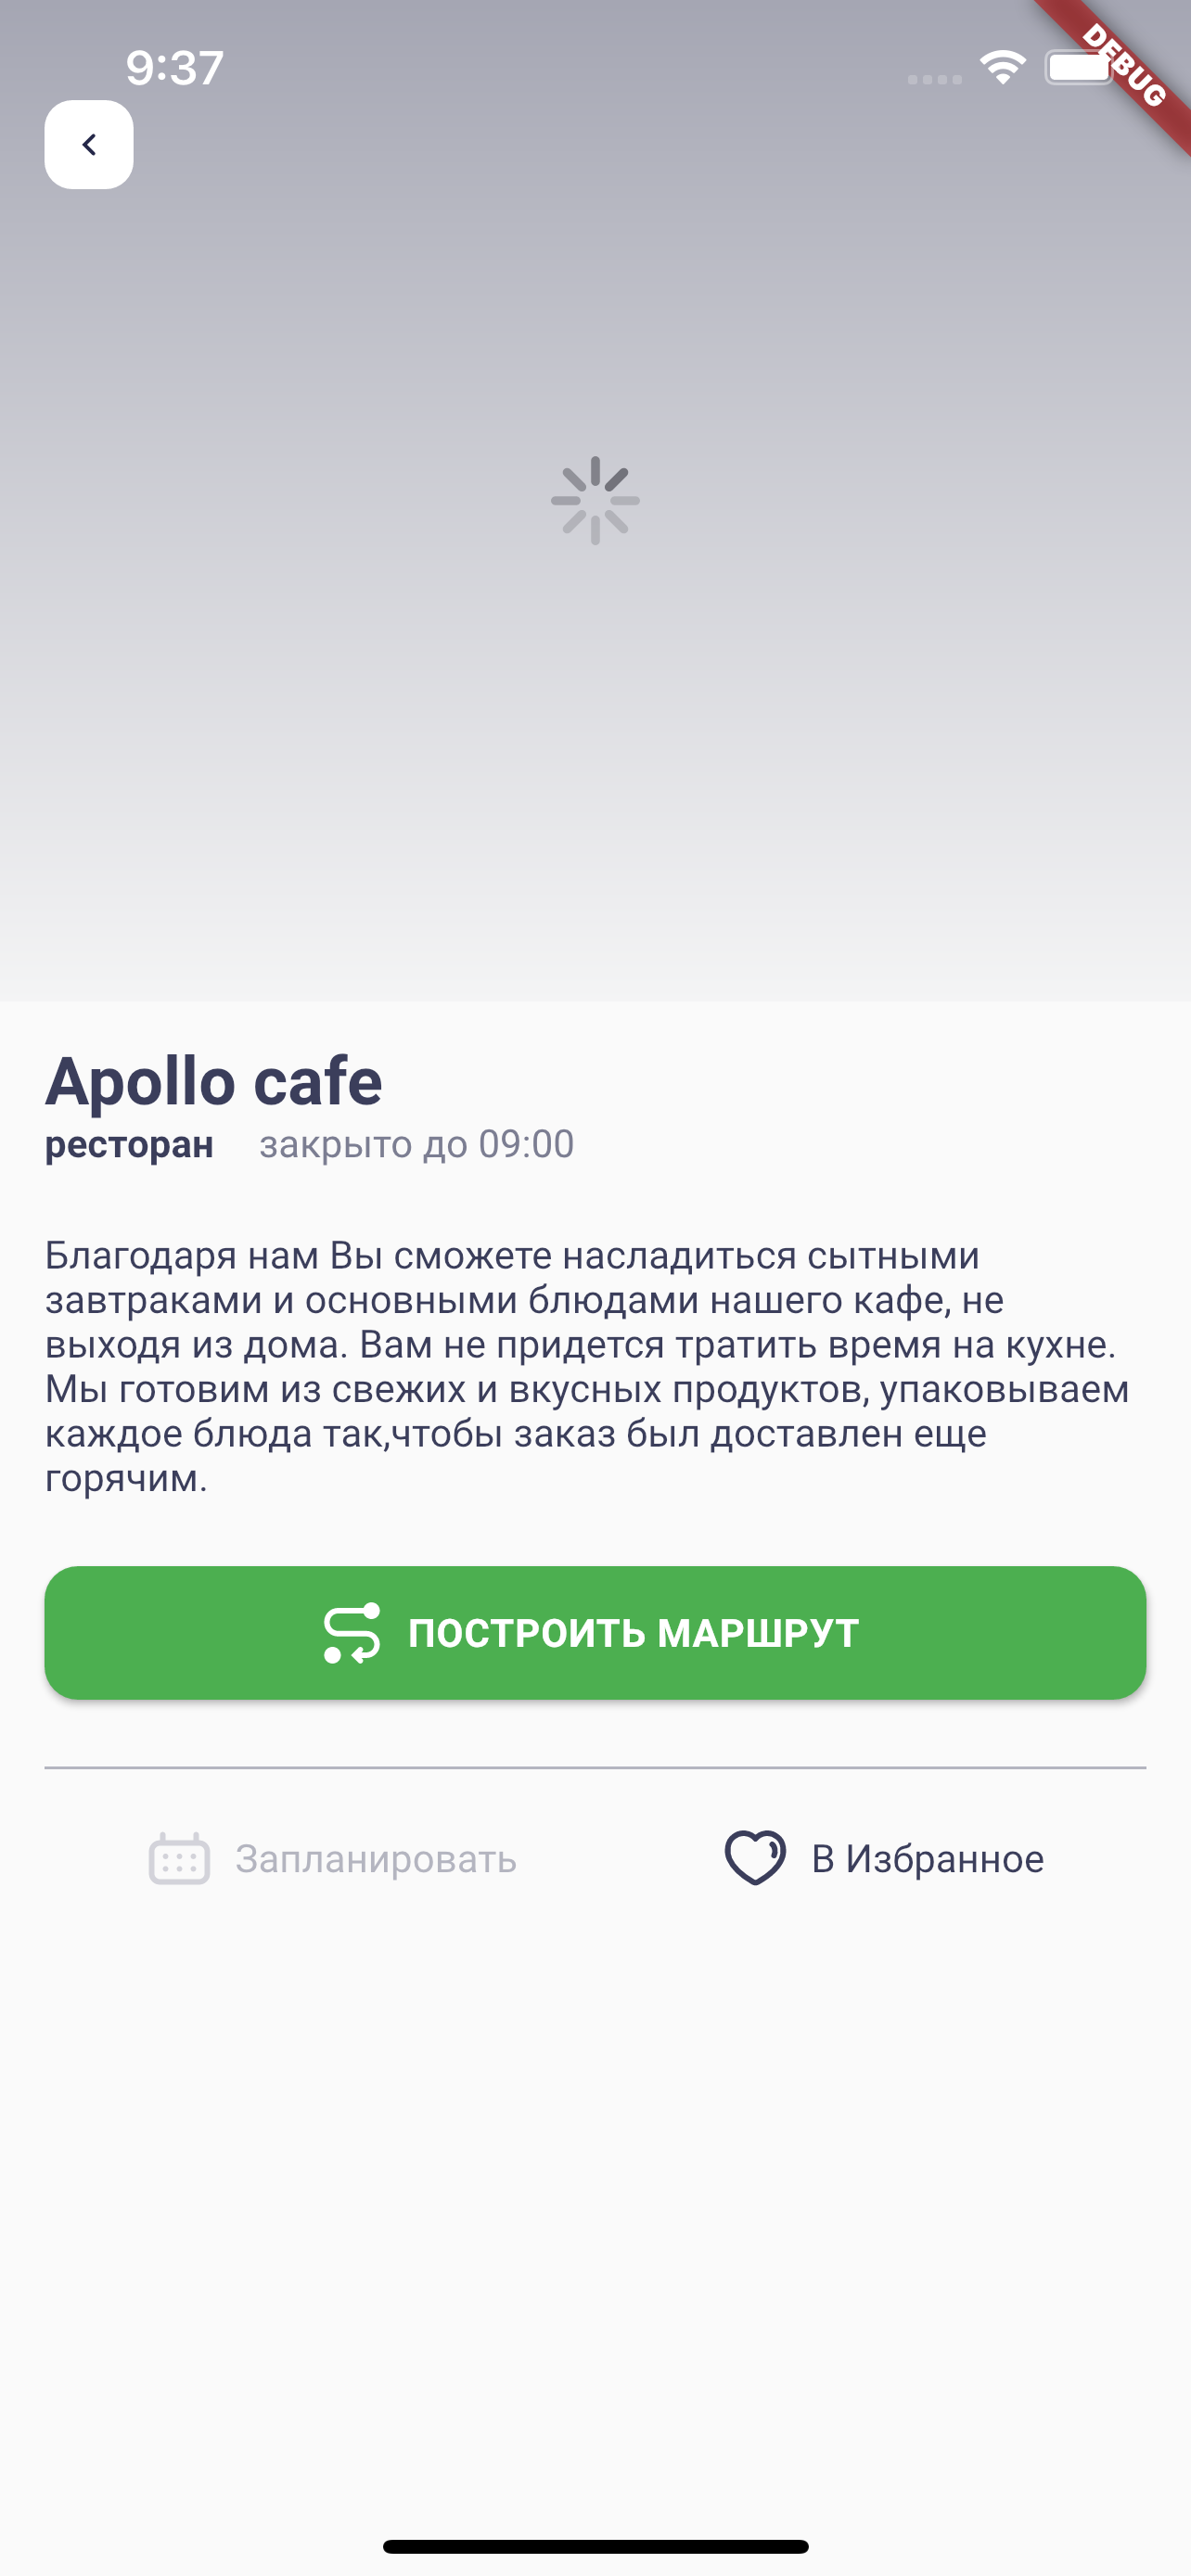 9:37
DEBUG
Apollo cafe
ресторан закрыто до 09:00
Благодаря нам Вы сможете насладиться сытными
завтраками и основными блюдами нашего кафе, не
выходя из дома. Вам не придется тратить время на кухне.
Мы готовим из свежих и вкусных продуктов, упаковываем
каждое блюда так,чтобы заказ был доставлен еще
горячим.
ПОСТРОИТЬ МАРШРУТ
Запланировать
В Избранное